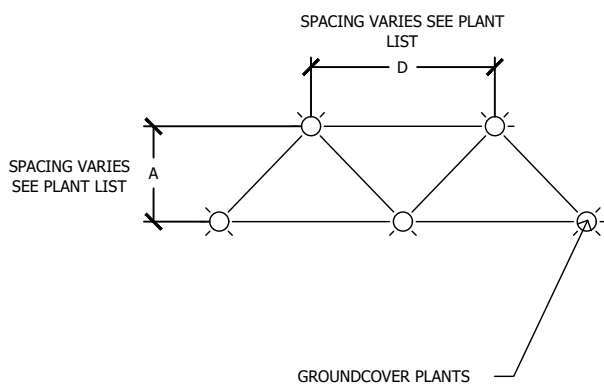 SPACING VARIES SEE PLANT
LIST
D
SPACING VARIES
SEE PLANT LIST
A
GROUNDCOVER PLANTS